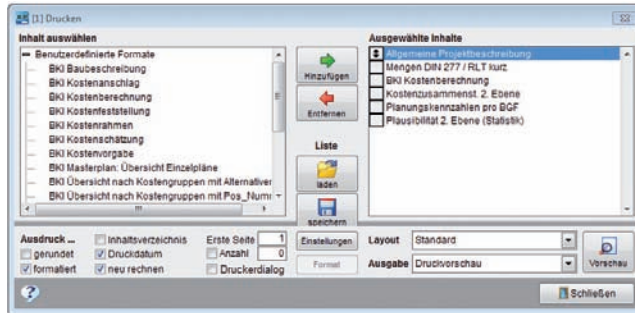 [1] Drucken
Inhalt auswählen
Benutzerdefinierte Formate
BKI Baubeschreibung
BKI Kostenanschlag
BKI Kostenberechnung
BKI Kostenfeststellung
BKI Kostenrahmen
BKI Kostenschätzung
BKI Kostenvorgabe
BKI Masterplan: Übersicht Einzelpläne
BKI Übersicht nach Kostengruppen mit Alternativen
BKI Übersicht nach Kostengruppen mit Pos_Numm
Hinzufügen
Entfernen
Liste
laden
speichern
Ausgewählte Inhalte
Allgemeine Projektbeschreibung
Mengen DIN 277 / RLT kurz
BKI Kostenberechnung
Kostenzusammenst. 2. Ebene
Planungskennzahlen pro BGF
Plausibilität 2. Ebene (Statistik)
Ausdruck ...
gerundet
formatiert
Inhaltsverzeichnis
Druckdatum
neu rechnen
Erste Seite 1
Anzahl 0
Druckerdialog
Einstellungen
Format
Layout Standard
Ausgabe Druckvorschau
Vorschau
Schließen